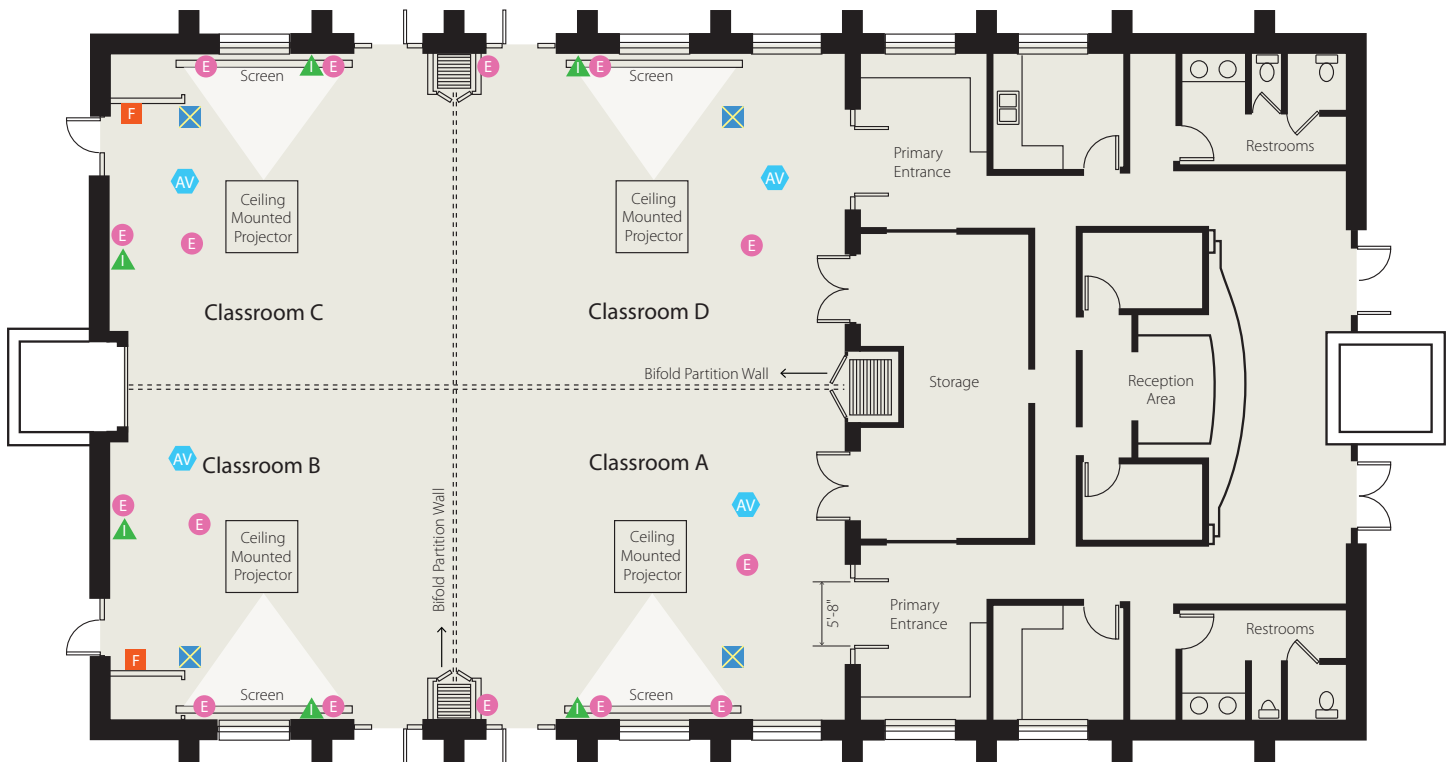 E
I
E
E
I
E
Screen
Screen
F
AV
AV
Ceiling
Mounted
Projector
Ceiling
Mounted
Projector
Primary
Entrance
Restrooms
E
E
E
I
Classroom C
Classroom D
Bifold Partition Wall
Storage
Reception
Area
AV
Classroom B
Classroom A
E
I
E
AV
Ceiling
Mounted
Projector
Ceiling
Mounted
Projector
Bifold Partition Wall
E
5'-8"
Primary
Entrance
Restrooms
F
Screen
Screen
E
I
E
E
I
E
E